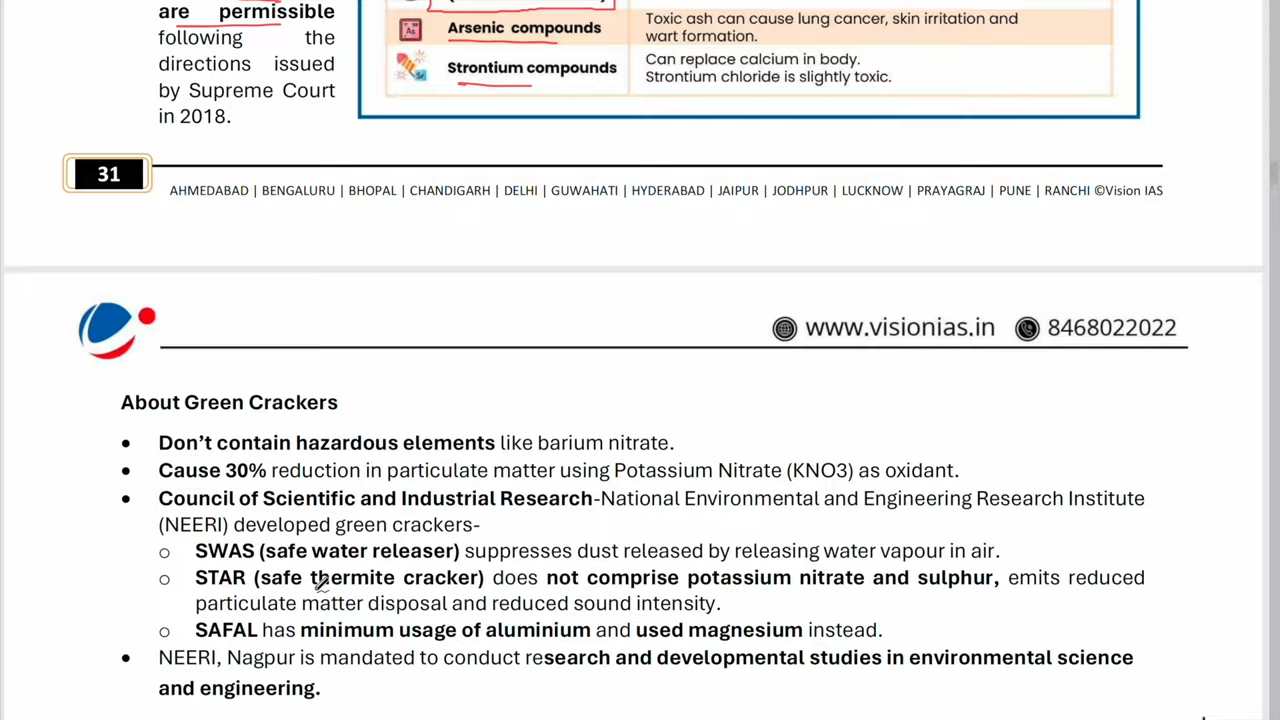 are permissible
following the
directions issued
by Supreme Court
in 2018.
As
Arsenic compounds
Toxic ash can cause lung cancer, skin irritation and
wart formation.
Strontium compounds
Can replace calcium in body.
Strontium chloride is slightly toxic.
31
AHMEDABAD | BENGALURU | BHOPAL | CHANDIGARH | DELHI | GUWAHATI | HYDERABAD | JAIPUR | JODHPUR | LUCKNOW | PRAYAGRAJ | PUNE | RANCHI ©Vision IAS
www.visionias.in 8468022022
About Green Crackers
• Don’t contain hazardous elements like barium nitrate.
• Cause 30% reduction in particulate matter using Potassium Nitrate (KNO3) as oxidant.
• Council of Scientific and Industrial Research-National Environmental and Engineering Research Institute
(NEERI) developed green crackers-
o SWAS (safe water releaser) suppresses dust released by releasing water vapour in air.
o STAR (safe thermite cracker) does not comprise potassium nitrate and sulphur, emits reduced
particulate matter disposal and reduced sound intensity.
o SAFAL has minimum usage of aluminium and used magnesium instead.
• NEERI, Nagpur is mandated to conduct research and developmental studies in environmental science
and engineering.